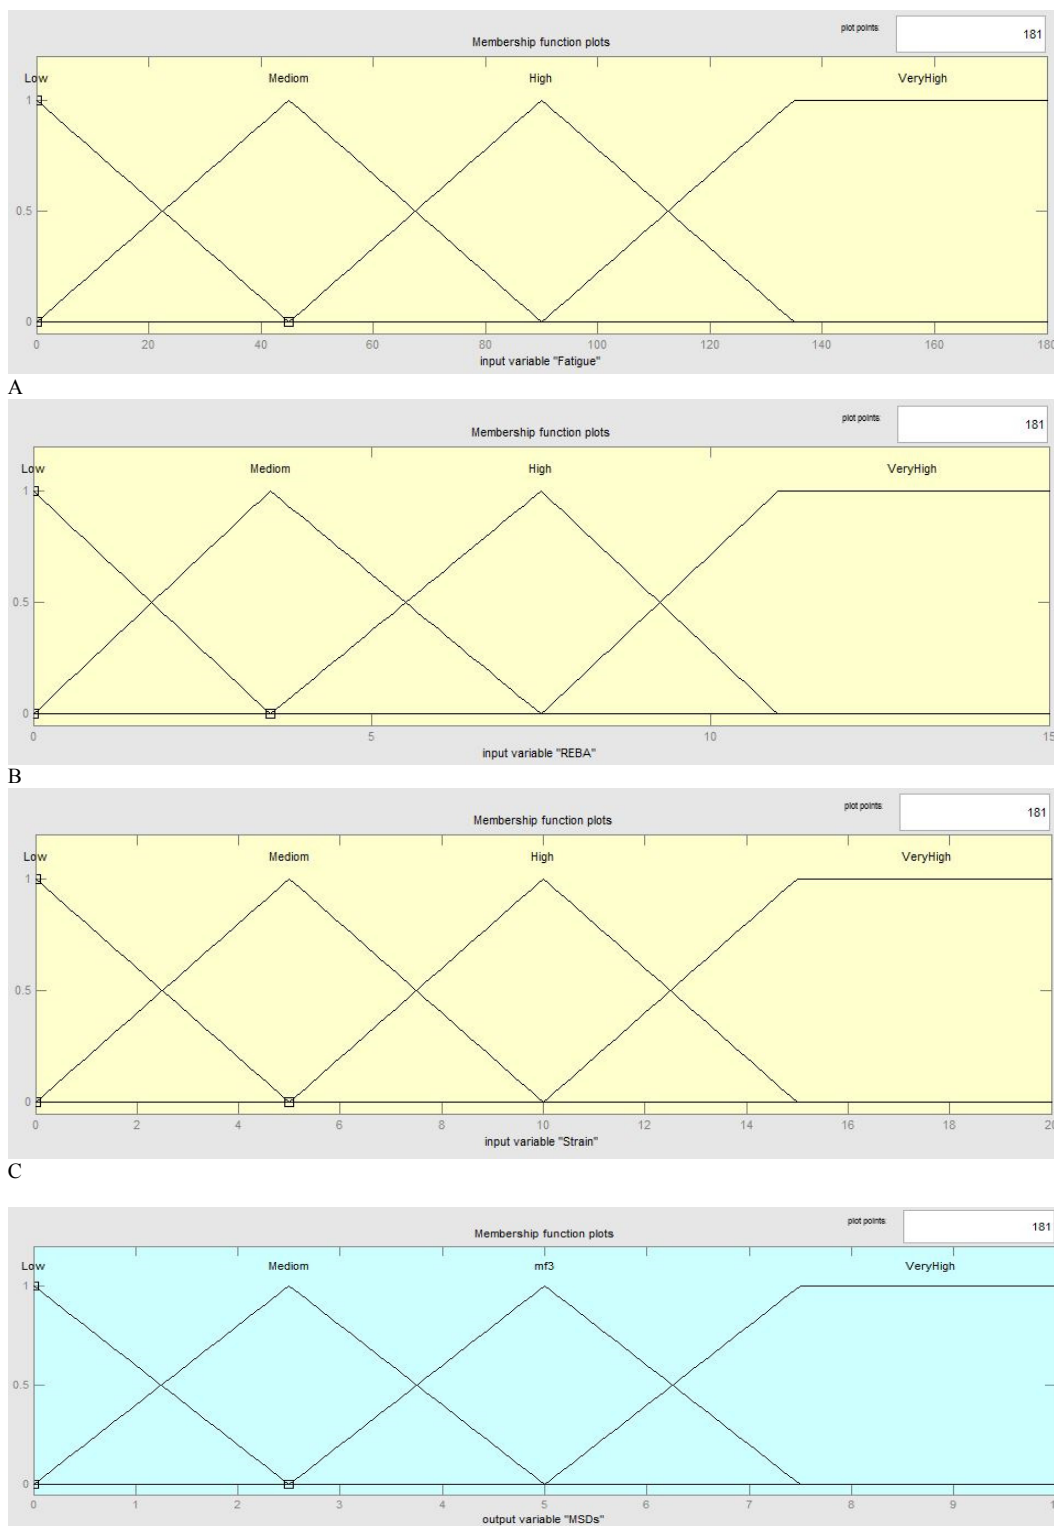 plot points:
181
Membership function plots
Low Mediom High VeryHigh
1
0.5
0
0 20 40 60 80 100 120 140 160 180
input variable "Fatigue"
A
plot points:
181
Membership function plots
Low Mediom High VeryHigh
1
0.5
0
0 5 10 15
input variable "REBA"
B
plot points:
181
Membership function plots
Low Mediom High VeryHigh
1
0.5
0
0 2 4 6 8 10 12 14 16 18 20
input variable "Strain"
C
plot points:
181
Membership function plots
Low Mediom mf3 VeryHigh
1
0.5
0
0 1 2 3 4 5 6 7 8 9
output variable "MSDs"